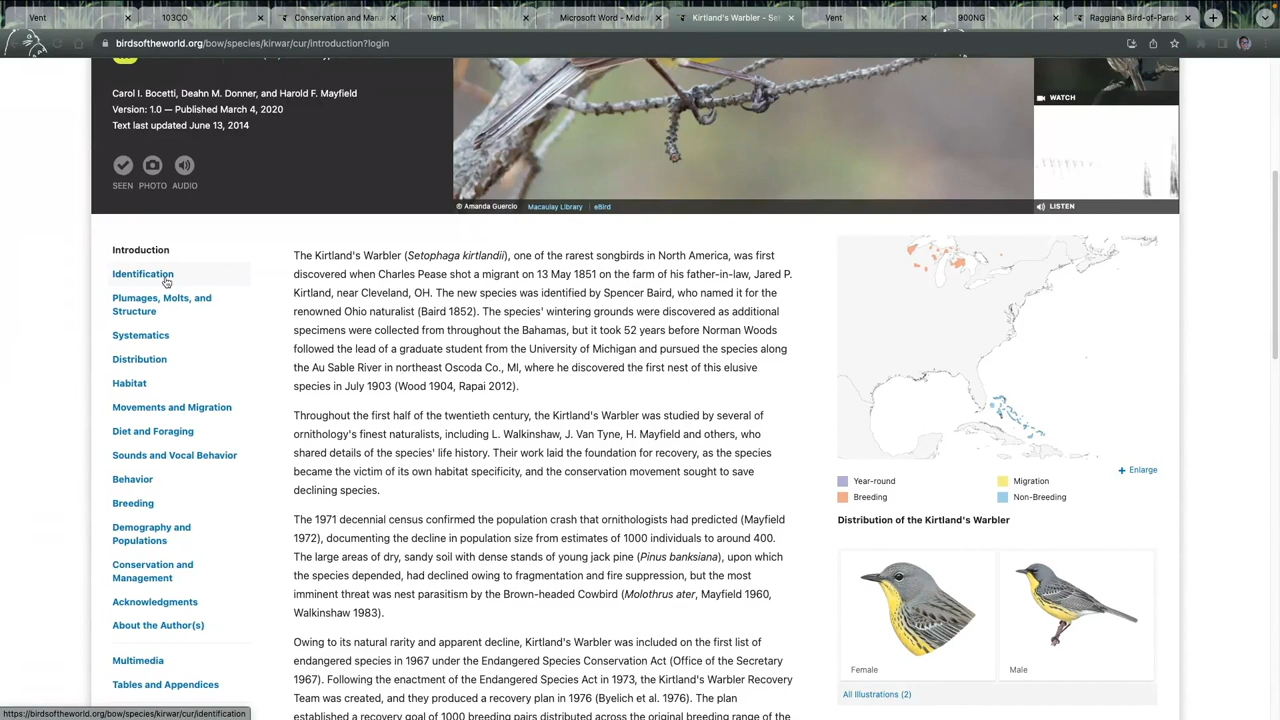 Vent
103CO
Conservation and Mana
Vent
Microsoft Word - Midw
Kirtland's Warbler - Se
Vent
900NG
Raggiana Bird-of-Para
birdsoftheworld.org/bow/species/kirwar/cur/introduction?login
Carol I. Bocetti, Deahn M. Donner, and Harold F. Mayfield
Version: 1.0 — Published March 4, 2020
Text last updated June 13, 2014
SEEN PHOTO AUDIO
WATCH
LISTEN
© Amanda Guercio Macaulay Library eBird
Introduction
Identification
Plumages, Molts, and
Structure
Systematics
Distribution
Habitat
Movements and Migration
Diet and Foraging
Sounds and Vocal Behavior
Behavior
Breeding
Demography and
Populations
Conservation and
Management
Acknowledgments
About the Author(s)
Multimedia
Tables and Appendices
The Kirtland's Warbler (Setophaga kirtlandii), one of the rarest songbirds in North America, was first
discovered when Charles Pease shot a migrant on 13 May 1851 on the farm of his father-in-law, Jared P.
Kirtland, near Cleveland, OH. The new species was identified by Spencer Baird, who named it for the
renowned Ohio naturalist (Baird 1852). The species' wintering grounds were discovered as additional
specimens were collected from throughout the Bahamas, but it took 52 years before Norman Woods
followed the lead of a graduate student from the University of Michigan and pursued the species along
the Au Sable River in northeast Oscoda Co., MI, where he discovered the first nest of this elusive
species in July 1903 (Wood 1904, Rapai 2012).
Throughout the first half of the twentieth century, the Kirtland's Warbler was studied by several of
ornithology's finest naturalists, including L. Walkinshaw, J. Van Tyne, H. Mayfield and others, who
shared details of the species' life history. Their work laid the foundation for recovery, as the species
became the victim of its own habitat specificity, and the conservation movement sought to save
declining species.
The 1971 decennial census confirmed the population crash that ornithologists had predicted (Mayfield
1972), documenting the decline in population size from estimates of 1000 individuals to around 400.
The large areas of dry, sandy soil with dense stands of young jack pine (Pinus banksiana), upon which
the species depended, had declined owing to fragmentation and fire suppression, but the most
imminent threat was nest parasitism by the Brown-headed Cowbird (Molothrus ater, Mayfield 1960,
Walkinshaw 1983).
Owing to its natural rarity and apparent decline, Kirtland's Warbler was included on the first list of
endangered species in 1967 under the Endangered Species Conservation Act (Office of the Secretary
1967). Following the enactment of the Endangered Species Act in 1973, the Kirtland's Warbler Recovery
Team was created, and they produced a recovery plan in 1976 (Byelich et al. 1976). The plan
established a recovery goal of 1000 breeding pairs distributed across the original breeding range of the
+ Enlarge
Year-round Migration
Breeding Non-Breeding
Distribution of the Kirtland's Warbler
Female Male
All Illustrations (2)
https://birdsoftheworld.org/bow/species/kirwar/cur/identification